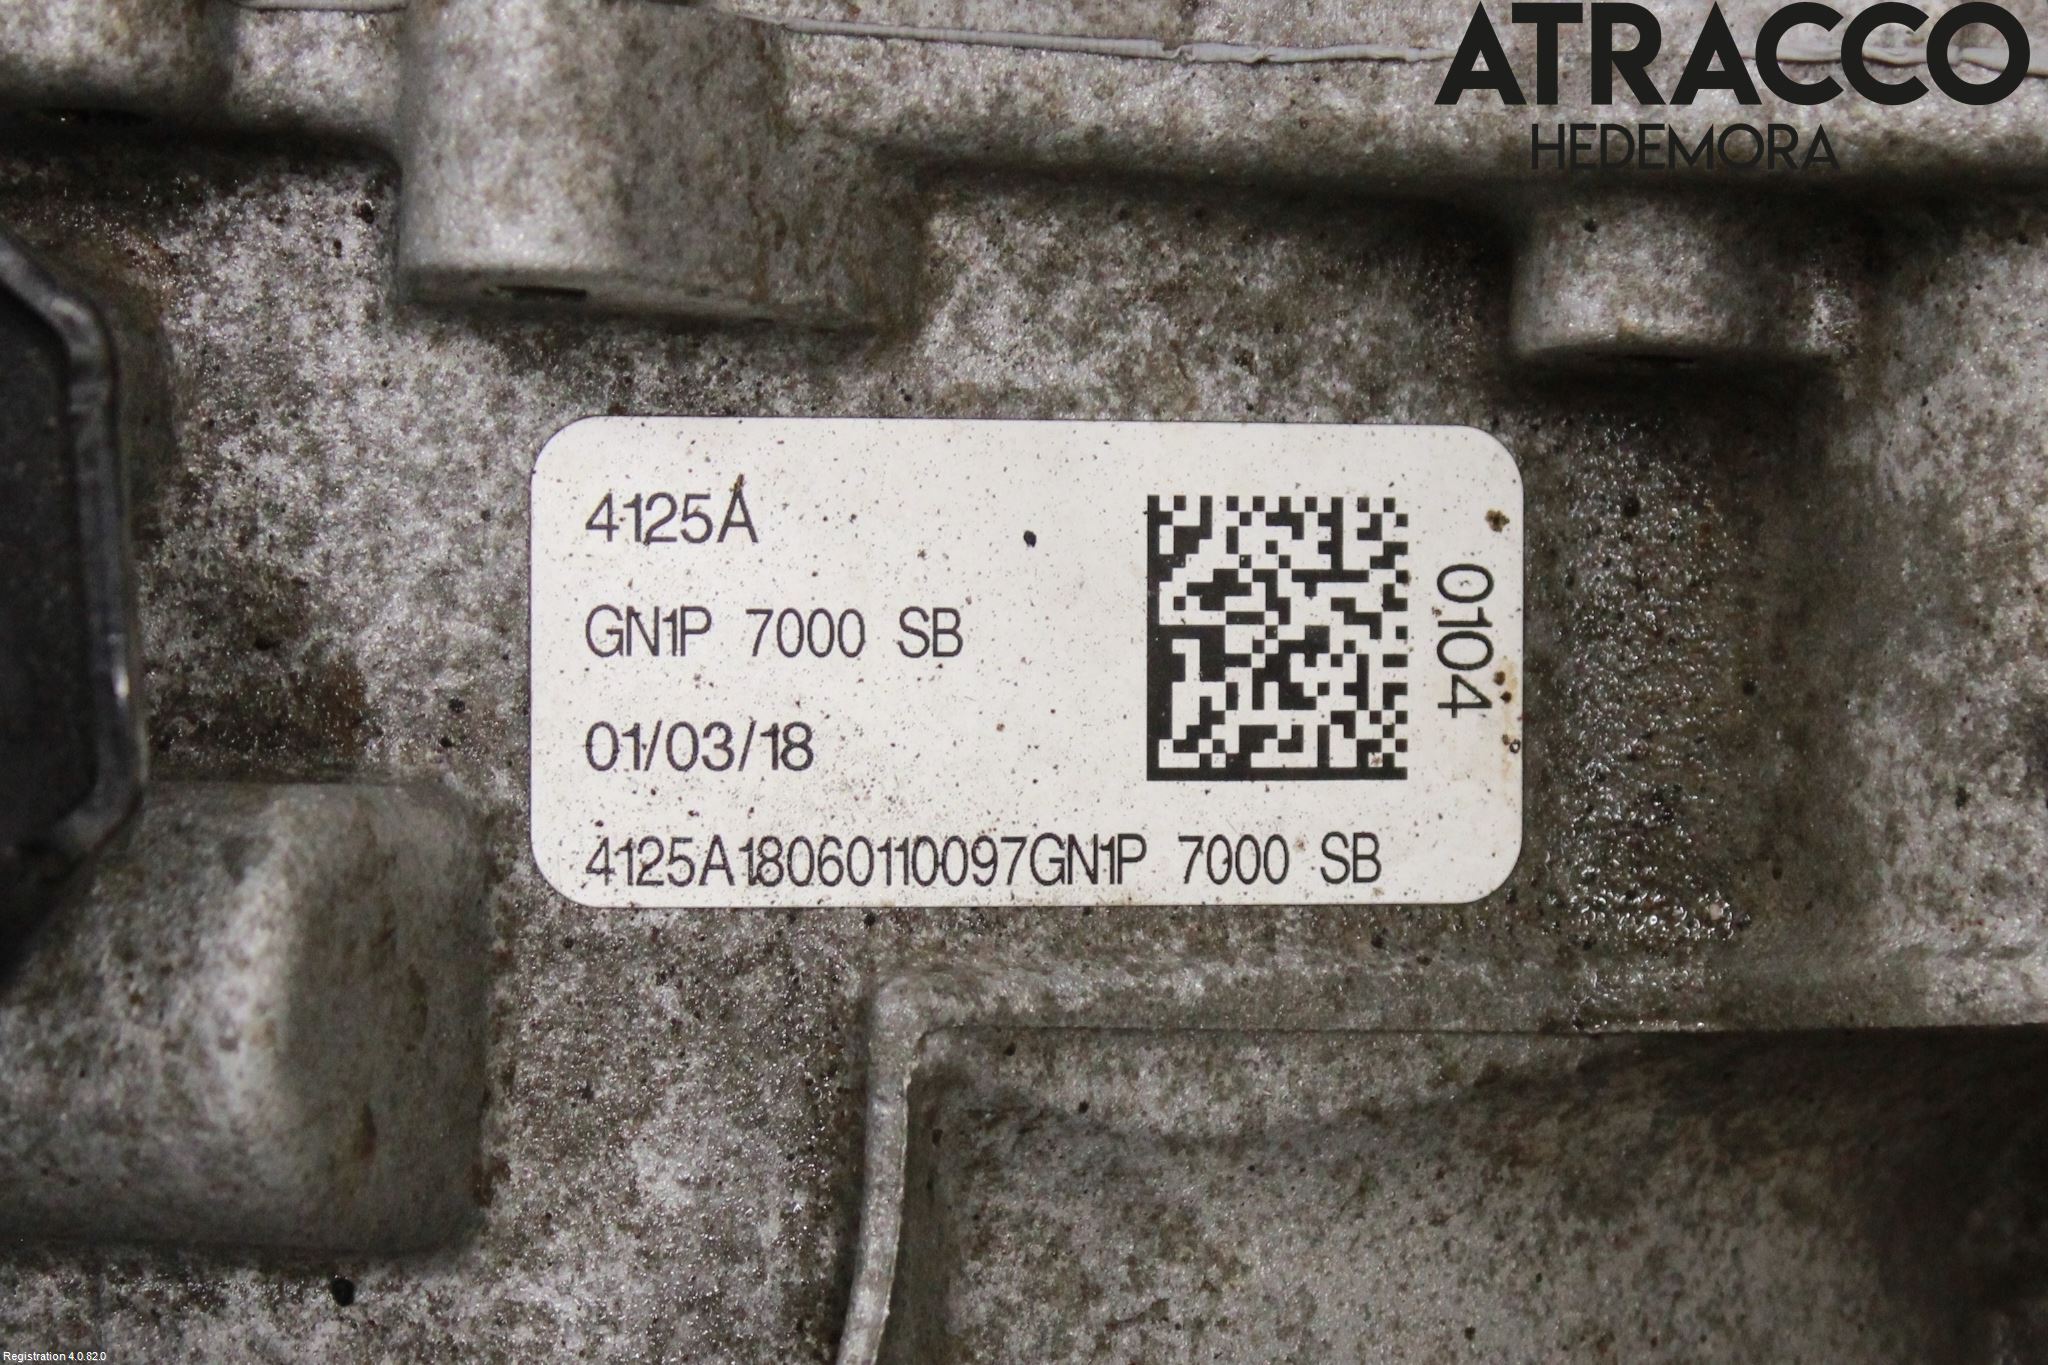 ATRACCO
HEDEMORA
4125A
GN1P 7000 SB
01/03/18
4125A18060110097GN1P 7000 SB
0104
Registration 4.0.82.0